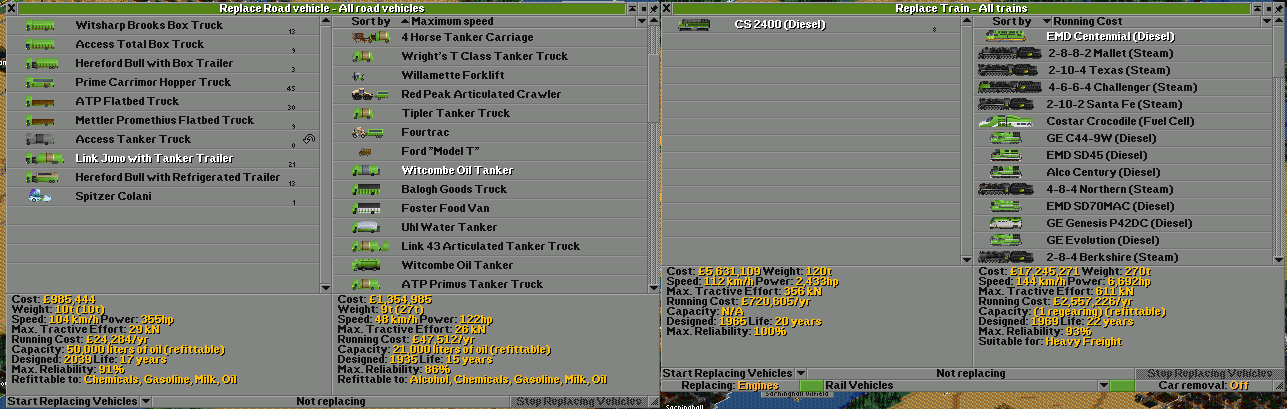 Replace Road vehicle - All road vehicles
Witsharp Brooks Box Truck
13
Access Total Box Truck
9
Hereford Bull with Box Trailer
3
Prime Carrimor Hopper Truck
45
ATP Flatbed Truck
30
Mettler Promethius Flatbed Truck
9
Access Tanker Truck
0
Link Juno with Tanker Trailer
21
Hereford Bull with Refrigerated Trailer
13
Spitzer Colani
1
Sort by Maximum speed
4 Horse Tanker Carriage
Wright's T Class Tanker Truck
Willamette Forklift
Red Peak Articulated Crawler
Tipler Tanker Truck
Fourtrac
Ford "Model T"
Witcombe Oil Tanker
Balogh Goods Truck
Foster Food Van
Uhl Water Tanker
Link 43 Articulated Tanker Truck
Witcombe Oil Tanker
ATP Primus Tanker Truck
Cost: £985,444
Weight: 10t (10t)
Speed: 104 km/h Power: 355hp
Max. Tractive Effort: 29 kN
Running Cost: £24,284/yr
Capacity: 50,000 liters of oil (refittable)
Designed: 2039 Life: 17 years
Max. Reliability: 91%
Refittable to: Chemicals, Gasoline, Milk, Oil
Cost: £1,354,985
Weight: 9t (27t)
Speed: 48 km/h Power: 122hp
Max. Tractive Effort: 26 kN
Running Cost: £47,512/yr
Capacity: 21,000 liters of oil (refittable)
Designed: 1935 Life: 15 years
Max. Reliability: 86%
Refittable to: Alcohol, Chemicals, Gasoline, Milk, Oil
Start Replacing Vehicles
Not replacing
Stop Replacing Vehicles
Replace Train - All trains
CS 2400 (Diesel)
Sort by Running Cost
EMD Centennial (Diesel)
2-8-8-2 Mallet (Steam)
2-10-4 Texas (Steam)
4-6-6-4 Challenger (Steam)
2-10-2 Santa Fe (Steam)
Costar Crocodile (Fuel Cell)
GE C44-9W (Diesel)
EMD SD45 (Diesel)
Alco Century (Diesel)
4-8-4 Northern (Steam)
EMD SD70MAC (Diesel)
GE Genesis P42DC (Diesel)
GE Evolution (Diesel)
2-8-4 Berkshire (Steam)
Cost: £5,631,109 Weight: 120t
Speed: 112 km/h Power: 2,433hp
Max. Tractive Effort: 356 kN
Running Cost: £720,605/yr
Capacity: N/A
Designed: 1965 Life: 20 years
Max. Reliability: 100%
Cost: £17,245,271 Weight: 270t
Speed: 144 km/h Power: 6,692hp
Max. Tractive Effort: 611 kN
Running Cost: £2,557,226/yr
Capacity: (1 regearing) (refittable)
Designed: 1969 Life: 22 years
Max. Reliability: 93%
Suitable for: Heavy Freight
Start Replacing Vehicles
Not replacing
Stop Replacing Vehicles
Replacing: Engines
Rail Vehicles
Car removal: Off